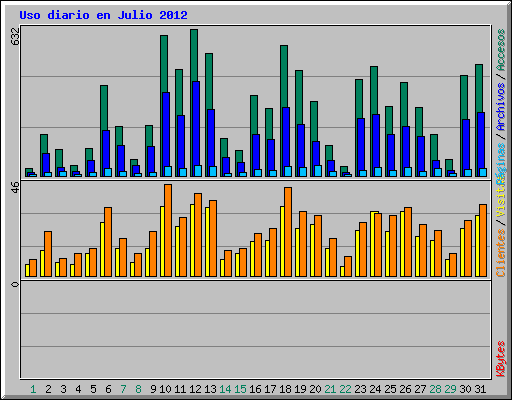 Uso diario en Julio 2012
632
46
0
Clientes / Visitas
KBytes / Páginas / Archivos / Accesos
1 2 3 4 5 6 7 8 9 10 11 12 13 14 15 16 17 18 19 20 21 22 23 24 25 26 27 28 29 30 31